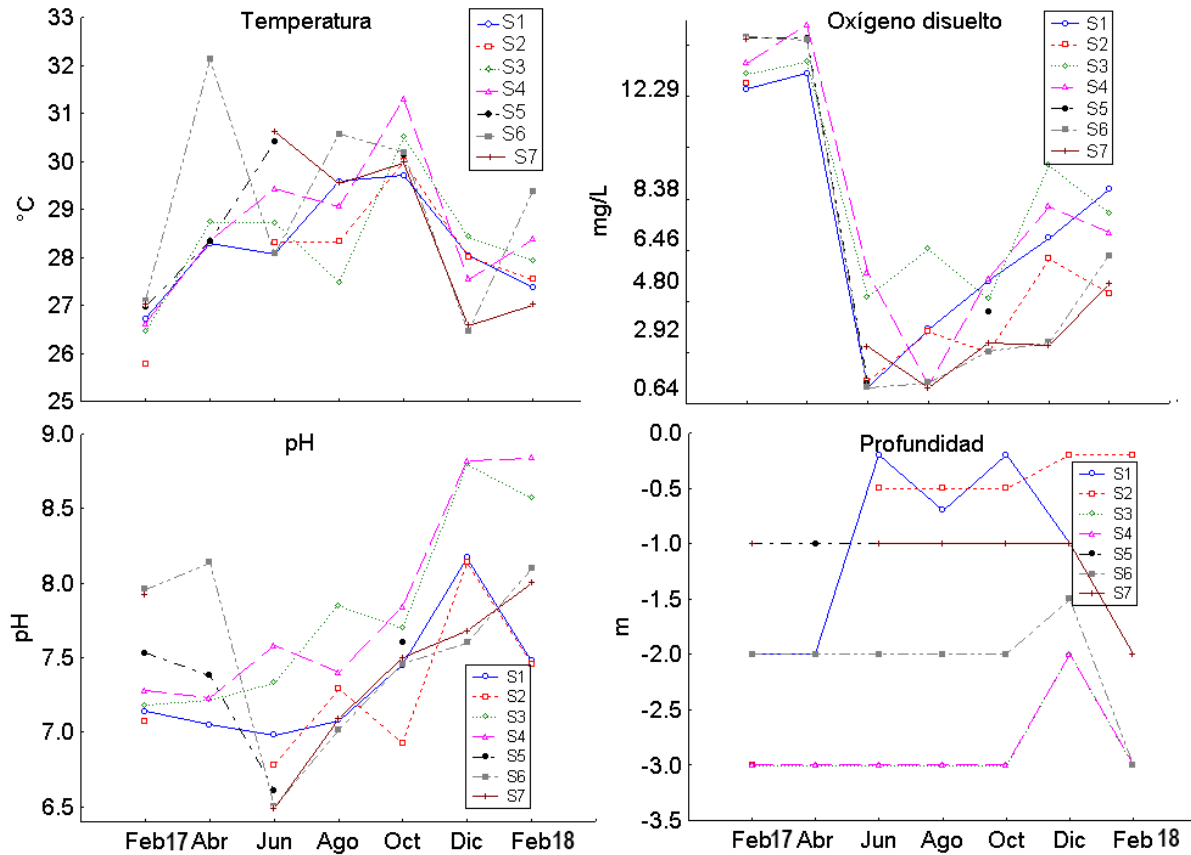 Temperatura
33
32
31
30
29
28
27
26
25
°C
S1
S2
S3
S4
S5
S6
S7
Oxígeno disuelto
12.29
8.38
6.46
4.80
2.92
0.64
mg/L
S1
S2
S3
S4
S5
S6
S7
pH
9.0
8.5
8.0
7.5
7.0
6.5
pH
S1
S2
S3
S4
S5
S6
S7
Feb17 Abr Jun Ago Oct Dic Feb18
Profundidad
0.0
-0.5
-1.0
-1.5
-2.0
-2.5
-3.0
-3.5
m
S1
S2
S3
S4
S5
S6
S7
Feb17 Abr Jun Ago Oct Dic Feb 18